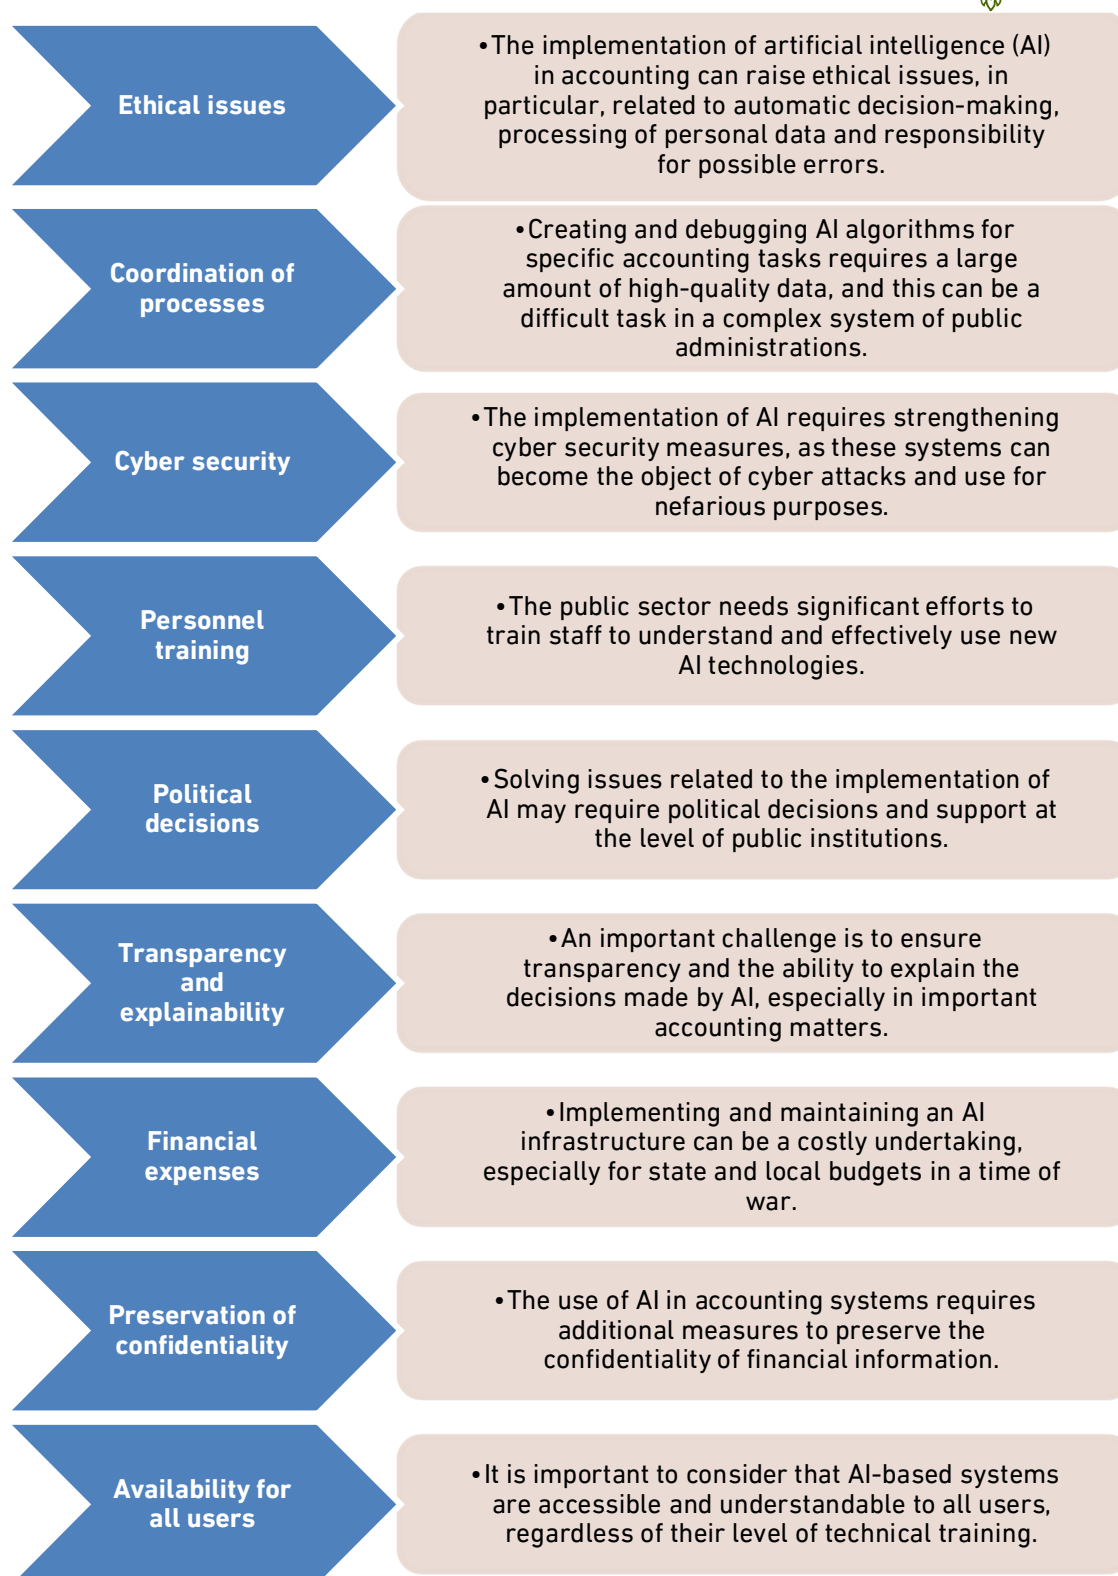 Ethical issues
•The implementation of artificial intelligence (AI)
in accounting can raise ethical issues, in
particular, related to automatic decision-making,
processing of personal data and responsibility
for possible errors.
Coordination of
processes
•Creating and debugging AI algorithms for
specific accounting tasks requires a large
amount of high-quality data, and this can be a
difficult task in a complex system of public
administrations.
Cyber security
•The implementation of AI requires strengthening
cyber security measures, as these systems can
become the object of cyber attacks and use for
nefarious purposes.
Personnel
training
•The public sector needs significant efforts to
train staff to understand and effectively use new
AI technologies.
Political
decisions
•Solving issues related to the implementation of
AI may require political decisions and support at
the level of public institutions.
Transparency
and
explainability
•An important challenge is to ensure
transparency and the ability to explain the
decisions made by AI, especially in important
accounting matters.
Financial
expenses
•Implementing and maintaining an AI
infrastructure can be a costly undertaking,
especially for state and local budgets in a time of
war.
Preservation of
confidentiality
•The use of AI in accounting systems requires
additional measures to preserve the
confidentiality of financial information.
Availability for
all users
•It is important to consider that AI-based systems
are accessible and understandable to all users,
regardless of their level of technical training.